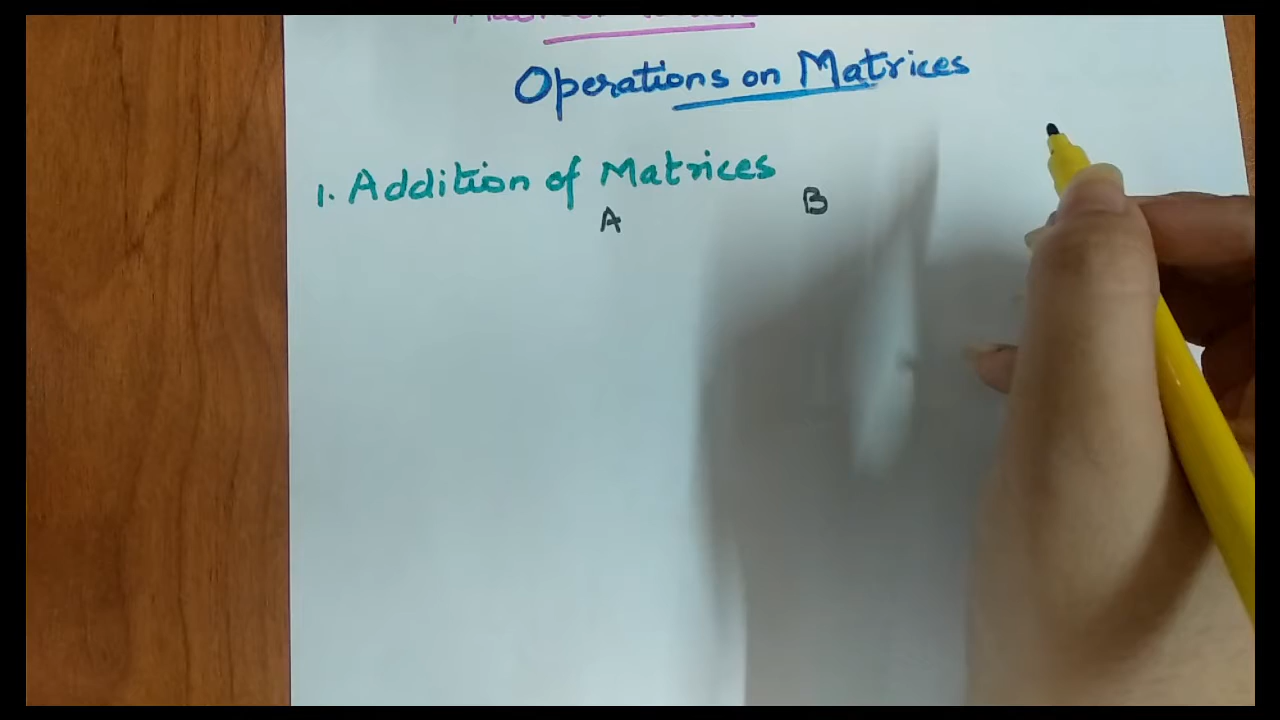 Operations on Matrices
1. Addition of Matrices
A B